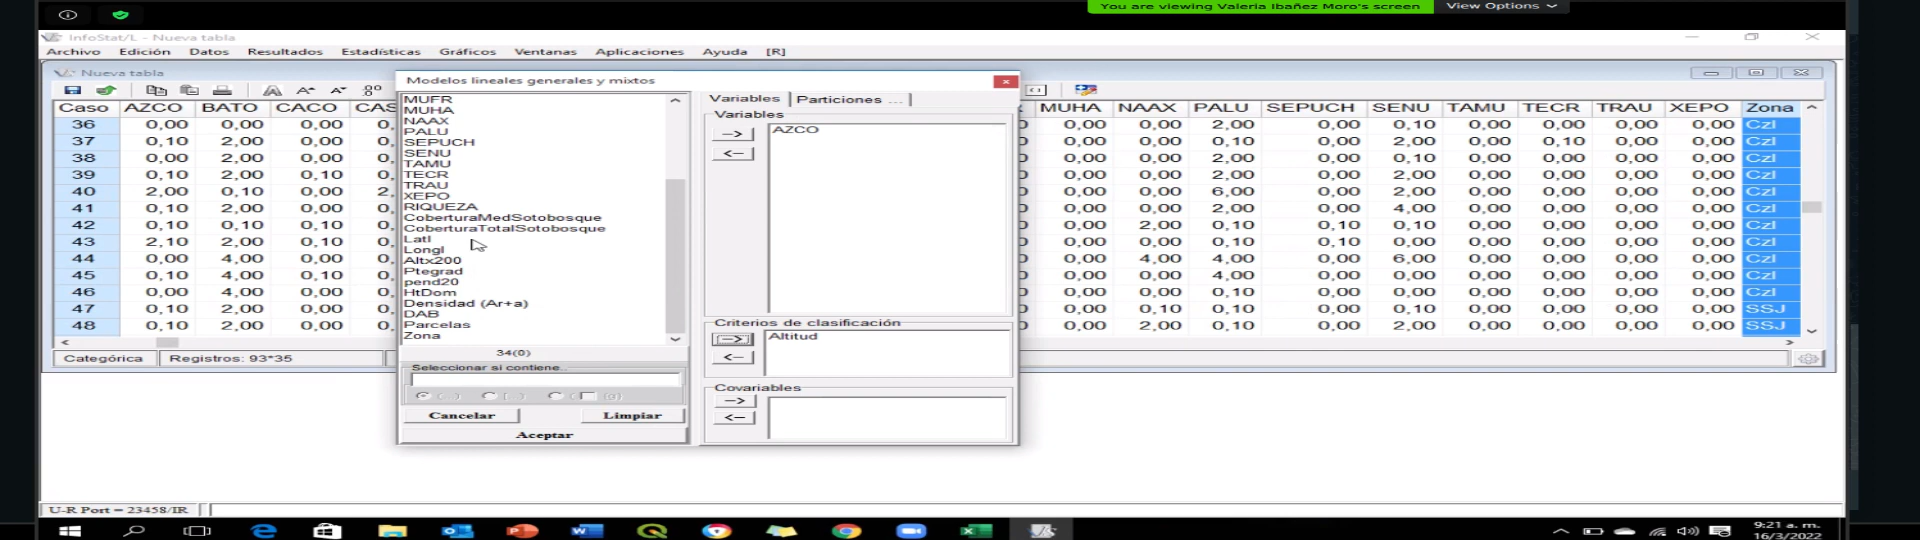 You are viewing Valeria Ibañez Moro's screen View Options
InfoStat/L - Nueva tabla
Archivo Edición Datos Resultados Estadísticas Gráficos Ventanas Aplicaciones Ayuda [R]
Nueva tabla
Caso AZCO BATO CACO CAS MUHA NAAX PALU SEPUCH SENU TAMU TECR TRAU XEPO Zona
36 0,00 0,00 0,00 0, 0,00 0,00 2,00 0,00 0,10 0,00 0,00 0,00 0,00 Czl
37 0,10 2,00 0,00 0, 0,00 0,00 0,10 0,00 2,00 0,00 0,10 0,00 0,00 Czl
38 0,00 2,00 0,00 0, 0,00 0,00 2,00 0,00 0,10 0,00 0,00 0,00 0,00 Czl
39 0,10 2,00 0,10 0, 0,00 0,00 2,00 0,00 2,00 0,00 0,00 0,00 0,00 Czl
40 2,00 0,10 0,00 2, 0,00 0,00 6,00 0,00 2,00 0,00 0,00 0,00 0,00 Czl
41 0,10 2,00 0,00 0, 0,00 0,00 2,00 0,00 4,00 0,00 0,00 0,00 0,00 Czl
42 0,10 0,10 0,00 0, 0,00 2,00 0,10 0,10 0,10 0,00 0,00 0,00 0,00 Czl
43 2,10 2,00 0,10 0, 0,00 0,00 0,10 0,10 0,00 0,00 0,00 0,00 0,00 Czl
44 0,00 4,00 0,00 0, 0,00 4,00 4,00 0,00 6,00 0,00 0,00 0,00 0,00 Czl
45 0,10 4,00 0,10 0, 0,00 0,00 4,00 0,00 0,00 0,00 0,00 0,00 0,00 Czl
46 0,00 4,00 0,00 0, 0,00 0,00 0,10 0,00 0,00 0,00 0,00 0,00 0,00 Czl
47 0,10 2,00 0,00 0, 0,00 0,10 0,10 0,00 0,10 0,00 0,00 0,00 0,00 SSJ
48 0,10 2,00 0,00 0, 0,00 2,00 0,10 0,00 2,00 0,00 0,00 0,00 0,00 SSJ
Categórica Registros: 93*35
Modelos lineales generales y mixtos
MUFR
MUHA
NAAX
PALU
SEPUCH
SENU
TAMU
TECR
TRAU
XEPO
RIQUEZA
CoberturaMedSotobosque
CoberturaTotalSotobosque
Latl
Longl
Altx200
Ptegrad
pend20
HtDom
Densidad (Ar+a)
DAB
Parcelas
Zona
34(0)
Seleccionar si contiene..
Cancelar Limpiar
Aceptar
Variables Particiones ...
Variables
-->
<--
AZCO
Criterios de clasificación
-->
<--
Altitud
Covariables
-->
<--
U-R Port = 23458/IR
9:21 a. m.
16/3/2022